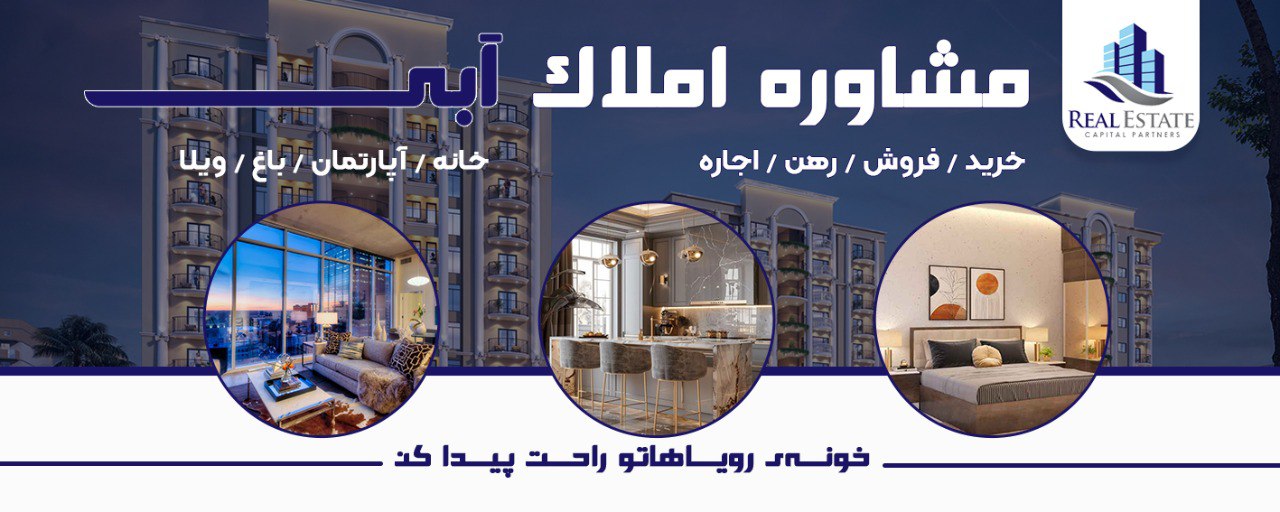 مشاوره املاک آبی
REAL ESTATE
CAPITAL PARTNERS
خرید / فروش / رهن / اجاره
خانه / آپارتمان / باغ / ویلا
خونه‌ی رویاهاتو راحت پیدا کن